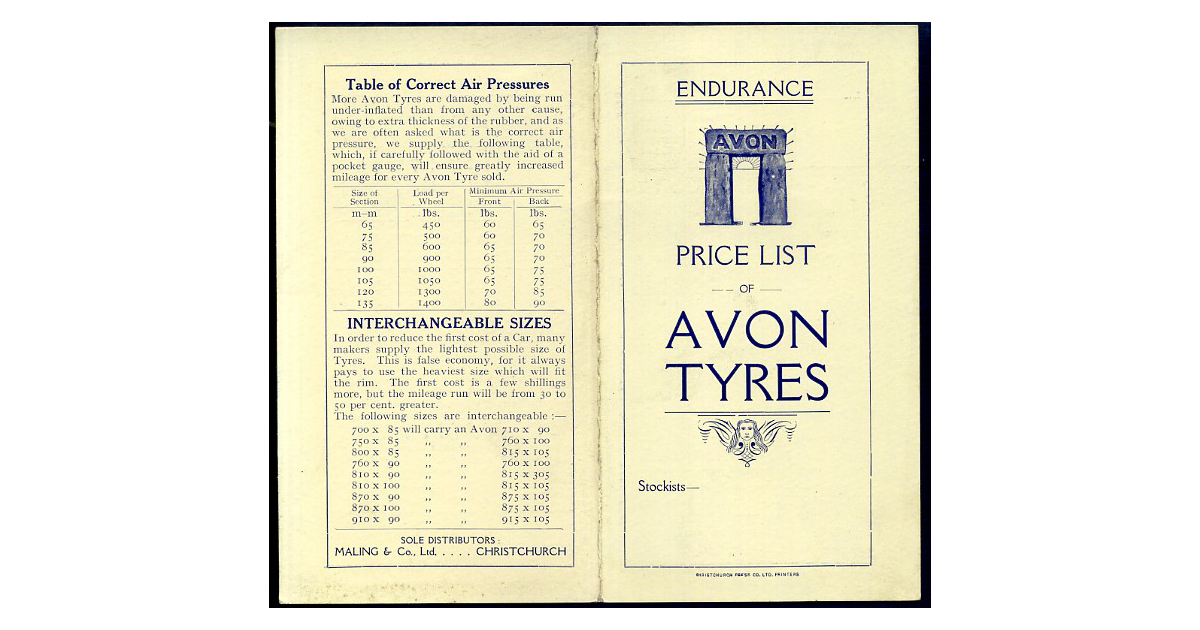 Table of Correct Air Pressures
More Avon Tyres are damaged by being run
under-inflated than from any other cause,
owing to extra thickness of the rubber, and as
we are often asked what is the correct air
pressure, we supply the following table,
which, if carefully followed with the aid of a
pocket gauge, will ensure greatly increased
mileage for every Avon Tyre sold.
Size of Section Load per Wheel Minimum Air Pressure
Front Back
m-m lbs. lbs. lbs.
65 450 60 65
75 500 60 70
85 600 65 70
90 900 65 70
100 1000 65 75
105 1050 65 75
120 1300 70 85
135 1400 80 90
INTERCHANGEABLE SIZES
In order to reduce the first cost of a Car, many
makers supply the lightest possible size of
Tyres. This is false economy, for it always
pays to use the heaviest size which will fit
the rim. The first cost is a few shillings
more, but the mileage run will be from 30 to
50 per cent. greater.
The following sizes are interchangeable :—
700 x 85 will carry an Avon 710 x 90
750 x 85 ,, ,, 760 x 100
800 x 85 ,, ,, 815 x 105
760 x 90 ,, ,, 760 x 100
810 x 90 ,, ,, 815 x 305
810 x 100 ,, ,, 815 x 105
870 x 90 ,, ,, 875 x 105
870 x 100 ,, ,, 875 x 105
910 x 90 ,, ,, 915 x 105
SOLE DISTRIBUTORS :
MALING & Co., Ltd. . . . . CHRISTCHURCH
ENDURANCE
AVON
PRICE LIST
OF
AVON
TYRES
Stockists—
CHRISTCHURCH PRESS CO. LTD. PRINTERS